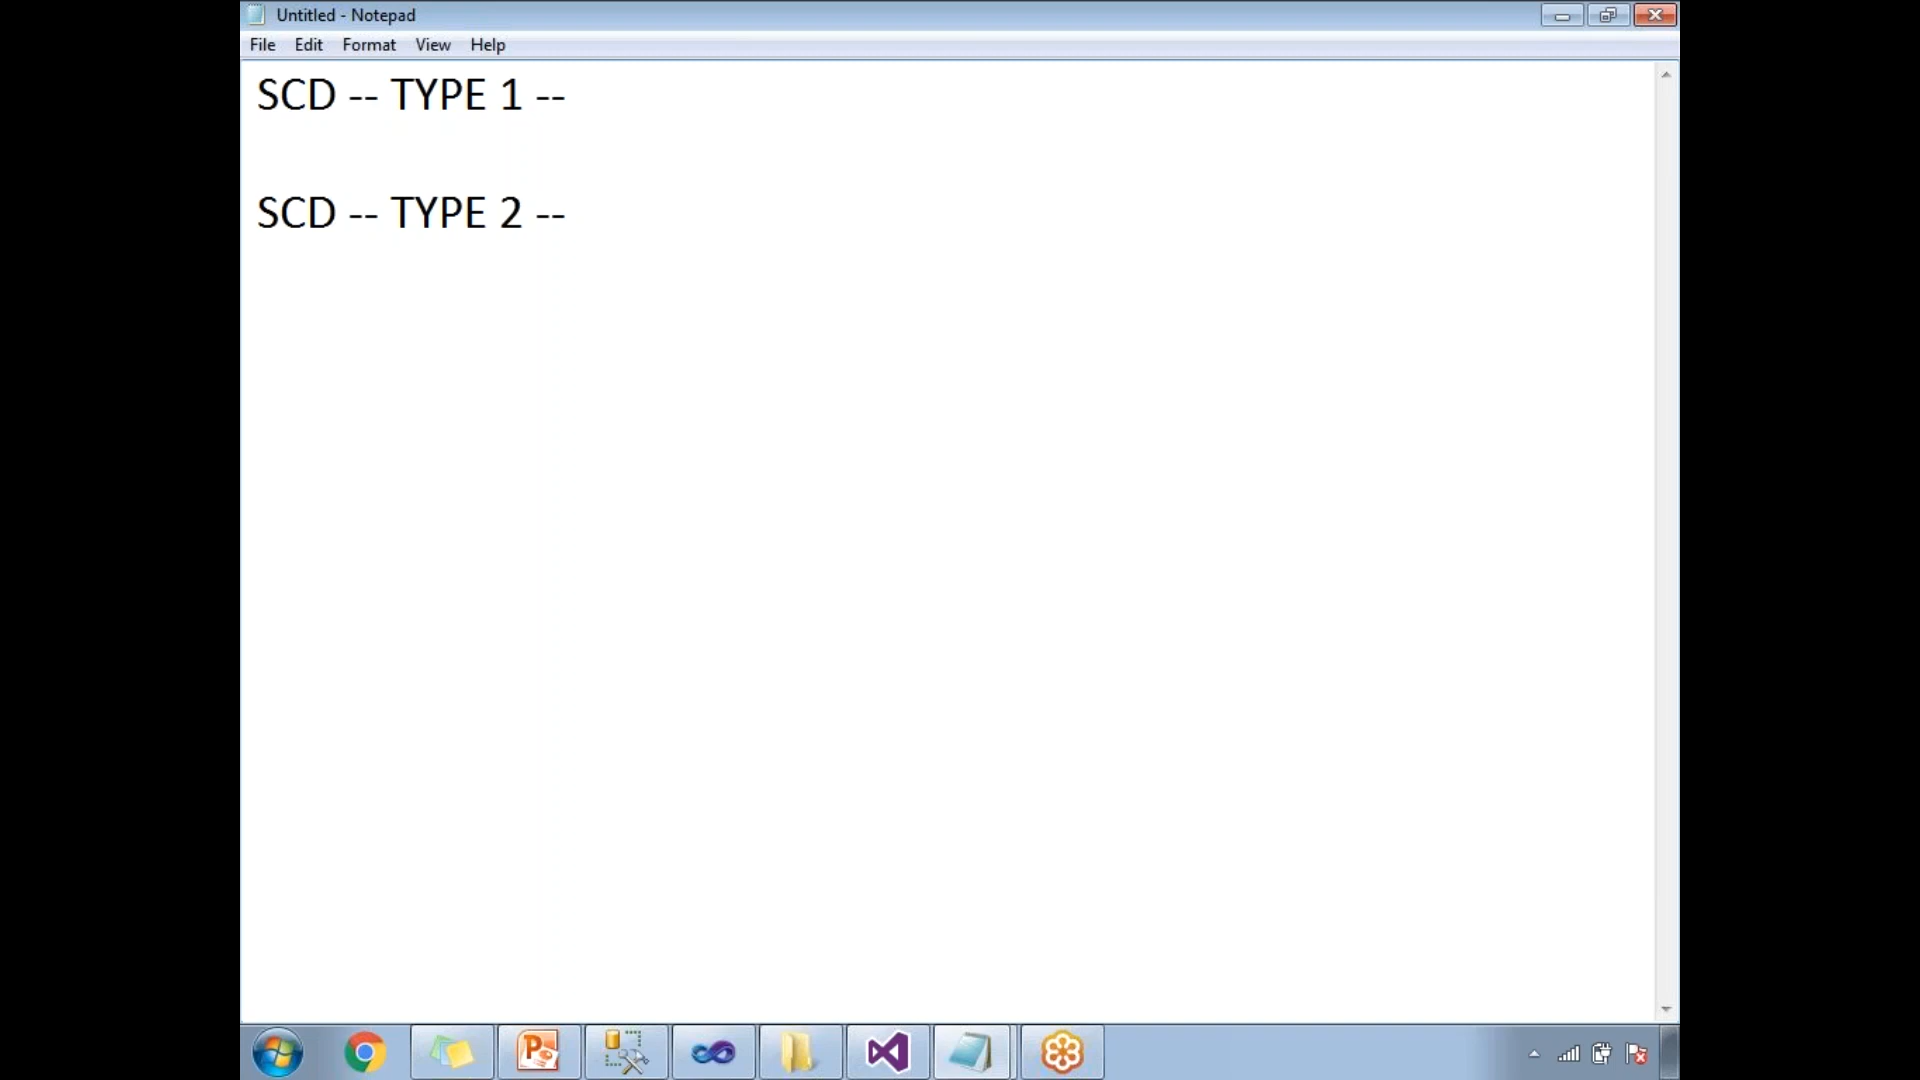 Untitled - Notepad
File Edit Format View Help
SCD -- TYPE 1 --
SCD -- TYPE 2 --